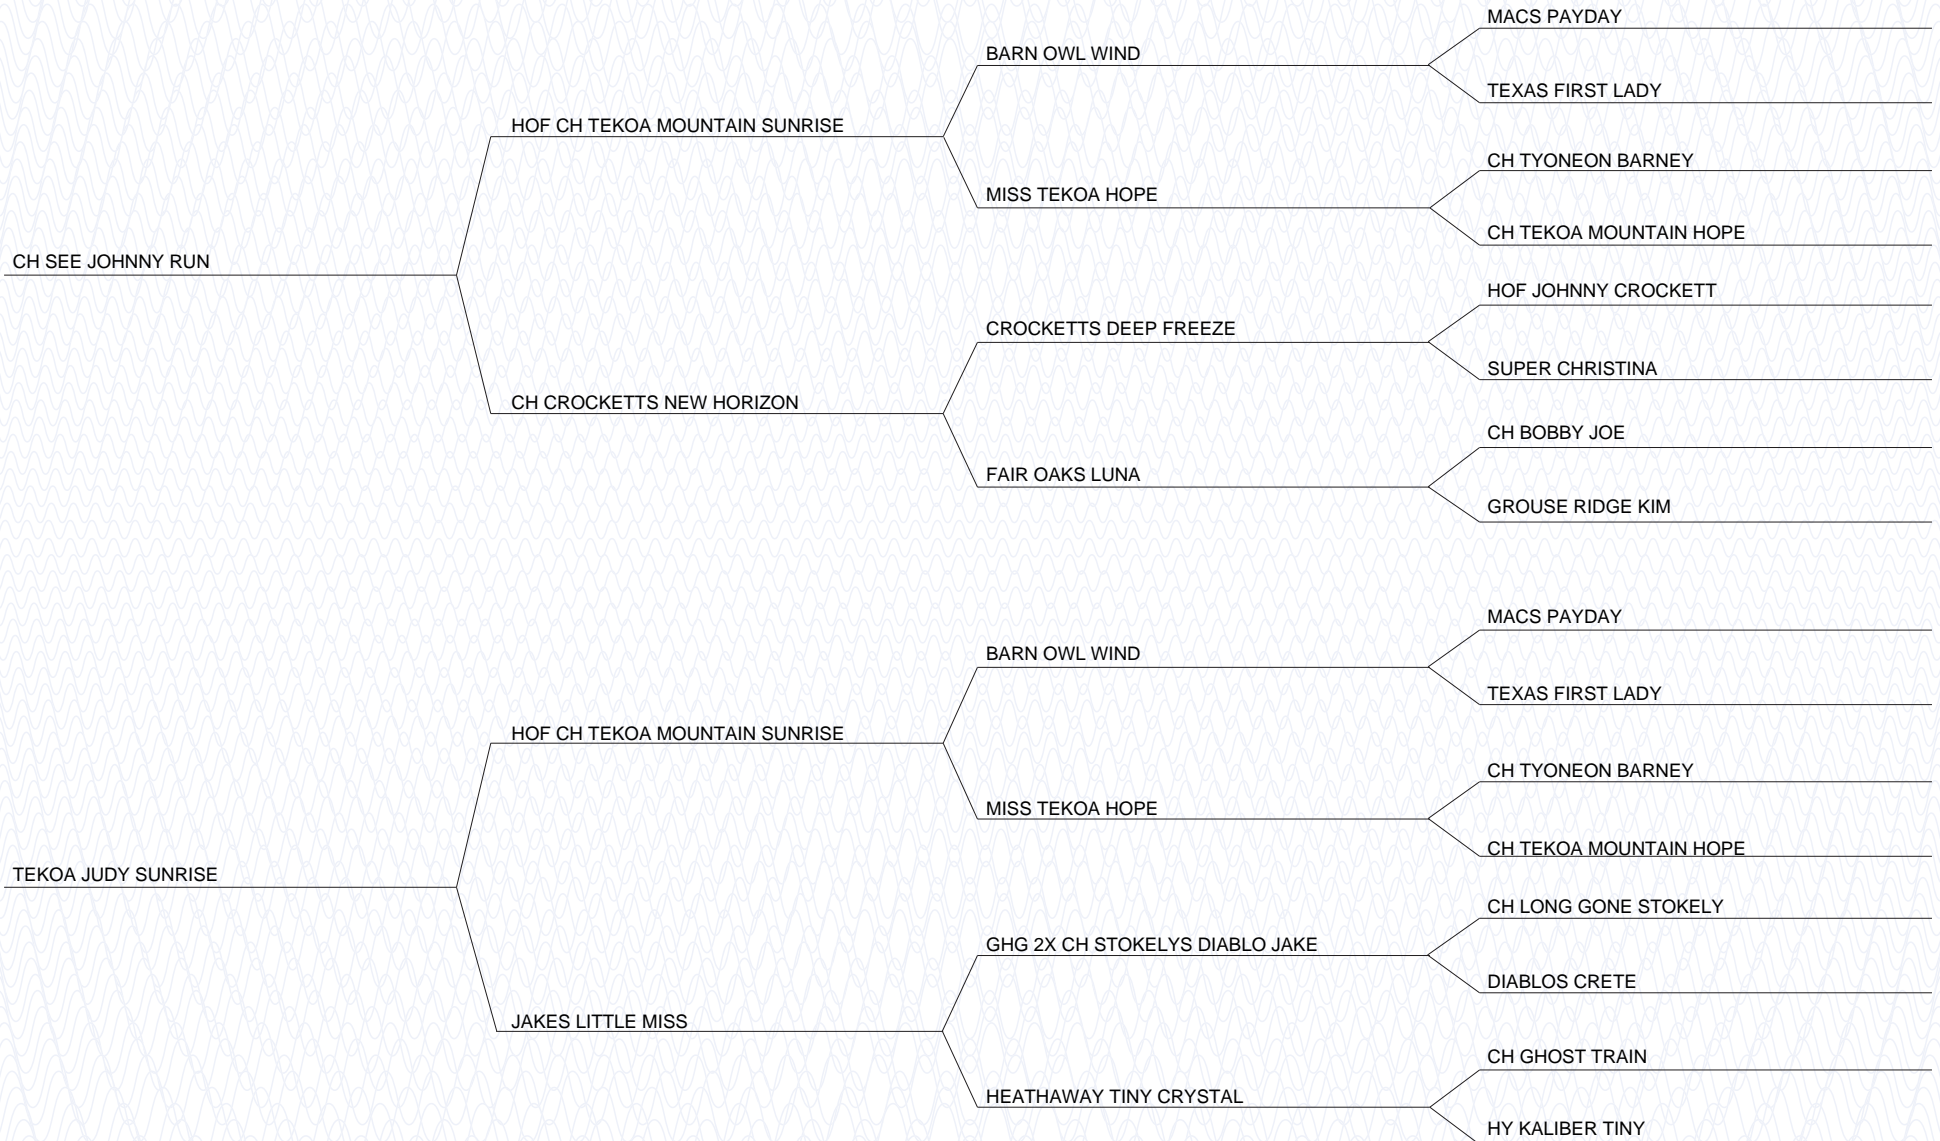 MACS PAYDAY
BARN OWL WIND
TEXAS FIRST LADY
HOF CH TEKOA MOUNTAIN SUNRISE
CH TYONEON BARNEY
MISS TEKOA HOPE
CH TEKOA MOUNTAIN HOPE
CH SEE JOHNNY RUN
HOF JOHNNY CROCKETT
CROCKETTS DEEP FREEZE
SUPER CHRISTINA
CH CROCKETTS NEW HORIZON
CH BOBBY JOE
FAIR OAKS LUNA
GROUSE RIDGE KIM
MACS PAYDAY
BARN OWL WIND
TEXAS FIRST LADY
HOF CH TEKOA MOUNTAIN SUNRISE
CH TYONEON BARNEY
MISS TEKOA HOPE
CH TEKOA MOUNTAIN HOPE
TEKOA JUDY SUNRISE
CH LONG GONE STOKELY
GHG 2X CH STOKELYS DIABLO JAKE
DIABLOS CRETE
JAKES LITTLE MISS
CH GHOST TRAIN
HEATHAWAY TINY CRYSTAL
HY KALIBER TINY